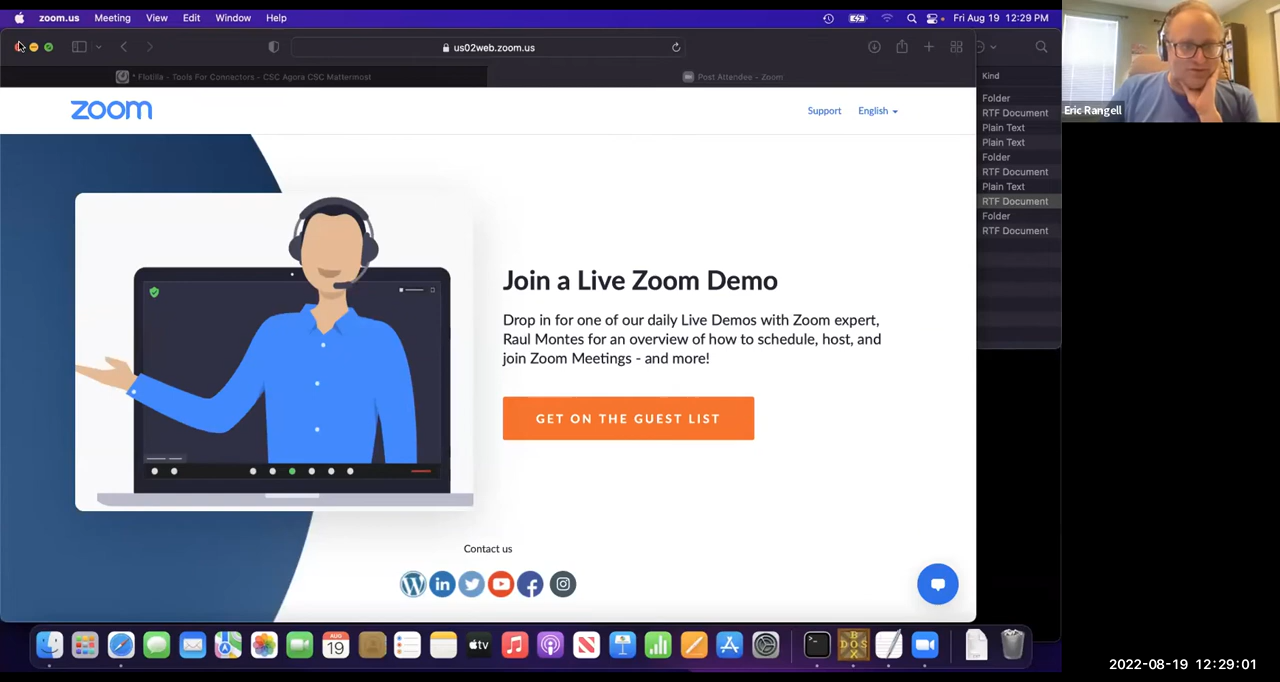 zoom.us Meeting View Edit Window Help
Fri Aug 19 12:29 PM
us02web.zoom.us
* Flotilla - Tools For Connectors - CSC Agora CSC Mattermost
Post Attendee - Zoom
zoom
Support English
Kind
Folder
RTF Document
Plain Text
Plain Text
Folder
RTF Document
Plain Text
RTF Document
Folder
RTF Document
Eric Rangell
Join a Live Zoom Demo
Drop in for one of our daily Live Demos with Zoom expert,
Raul Montes for an overview of how to schedule, host, and
join Zoom Meetings - and more!
GET ON THE GUEST LIST
Contact us
AUG
19
tv
DOS
2022-08-19 12:29:01